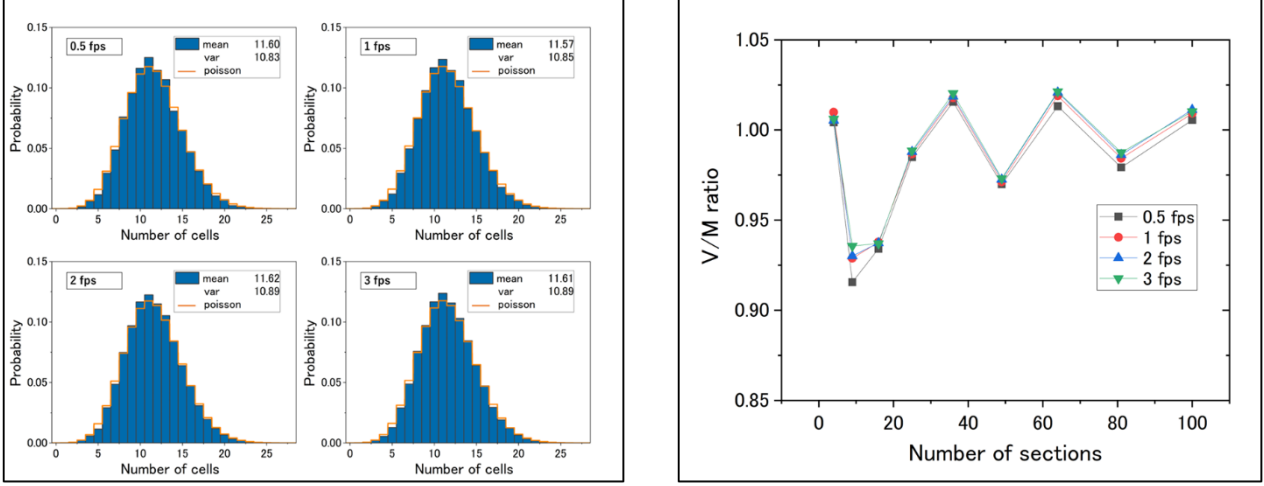 0.5 fps
mean 11.60
var 10.83
poisson
0.15
0.10
0.05
0.00
Probability
0 5 10 15 20 25
Number of cells
1 fps
mean 11.57
var 10.85
poisson
0.15
0.10
0.05
0.00
Probability
0 5 10 15 20 25
Number of cells
2 fps
mean 11.62
var 10.89
poisson
0.15
0.10
0.05
0.00
Probability
0 5 10 15 20 25
Number of cells
3 fps
mean 11.61
var 10.89
poisson
0.15
0.10
0.05
0.00
Probability
0 5 10 15 20 25
Number of cells
1.05
1.00
0.95
0.90
0.85
V/M ratio
0.5 fps
1 fps
2 fps
3 fps
0 20 40 60 80 100
Number of sections